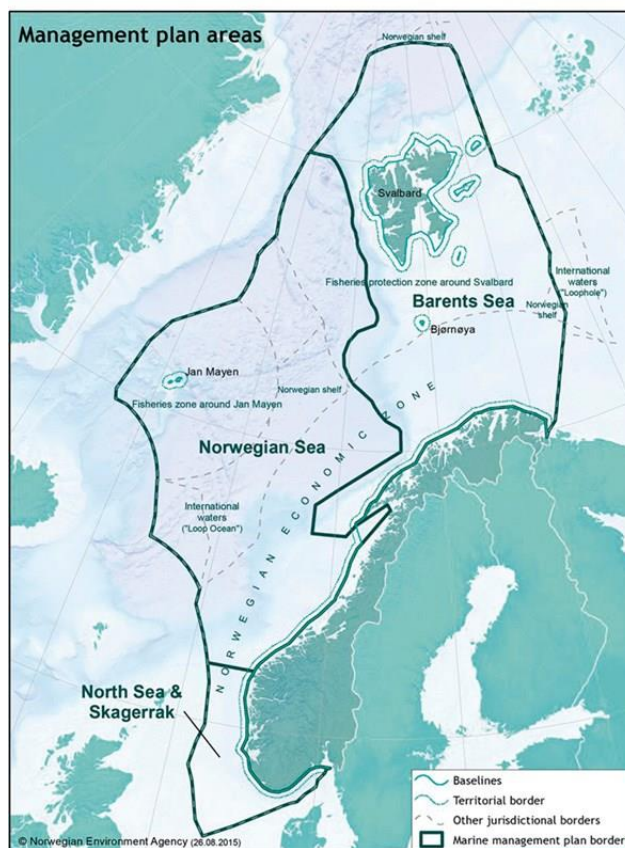 Management plan areas
Norwegian shelf
Svalbard
Fisheries protection zone around Svalbard
International
waters
("Loophole")
Barents Sea
Norwegian
shelf
Bjørnøya
Jan Mayen
Norwegian shelf
Fisheries zone around Jan Mayen
Norwegian Sea
NORWEGIAN ECONOMIC ZONE
International
waters
("Loop Ocean")
North Sea &
Skagerrak
Baselines
Territorial border
Other jurisdictional borders
Marine management plan border
© Norwegian Environment Agency (26.08.2015)